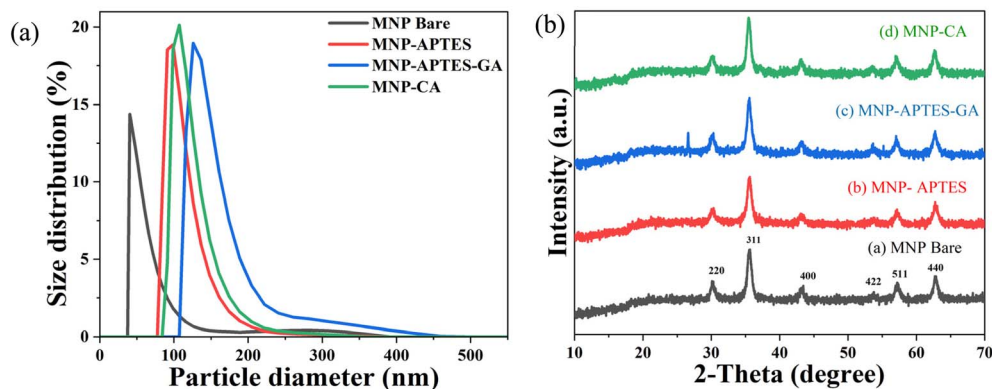 (a)
MNP Bare
MNP-APTES
MNP-APTES-GA
MNP-CA
Size distribution (%)
20
15
10
5
0
0 100 200 300 400 500
Particle diameter (nm)
(b)
(d) MNP-CA
(c) MNP-APTES-GA
(b) MNP- APTES
(a) MNP Bare
220
311
400
422
511
440
Intensity (a.u.)
10 20 30 40 50 60 70
2-Theta (degree)